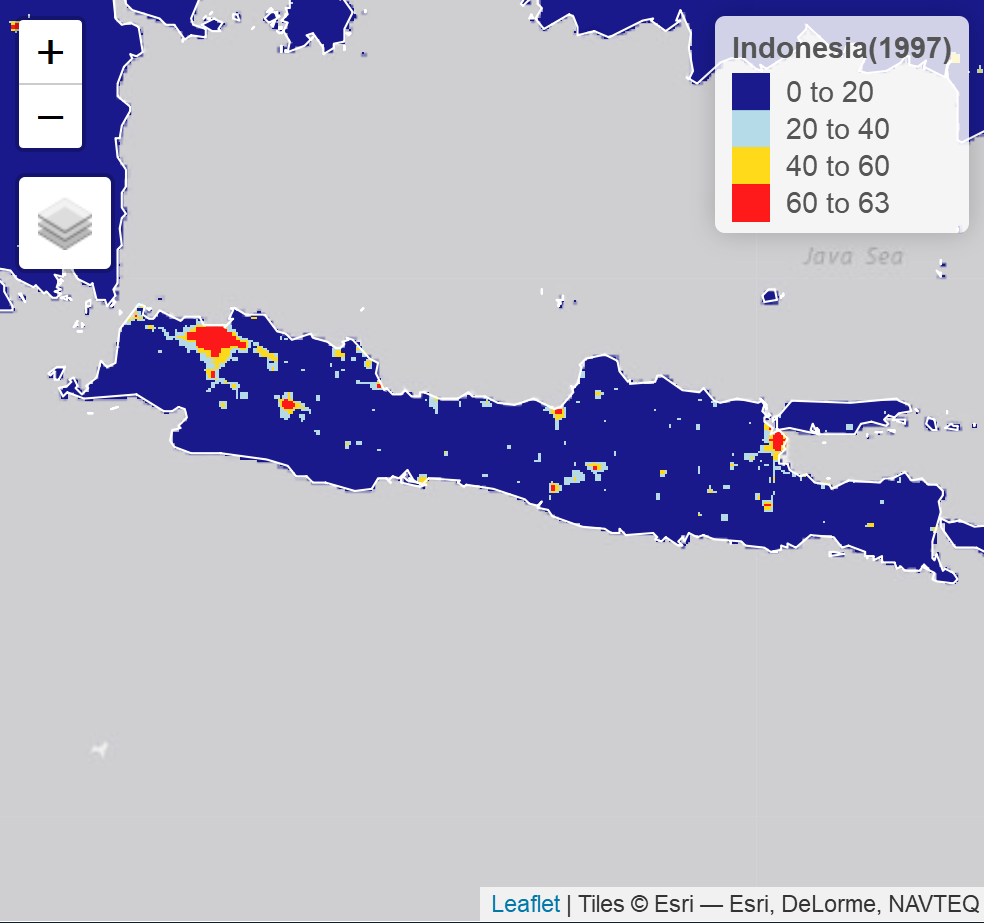 +
−
Indonesia(1997)
0 to 20
20 to 40
40 to 60
60 to 63
Java Sea
Leaflet | Tiles © Esri — Esri, DeLorme, NAVTEQ